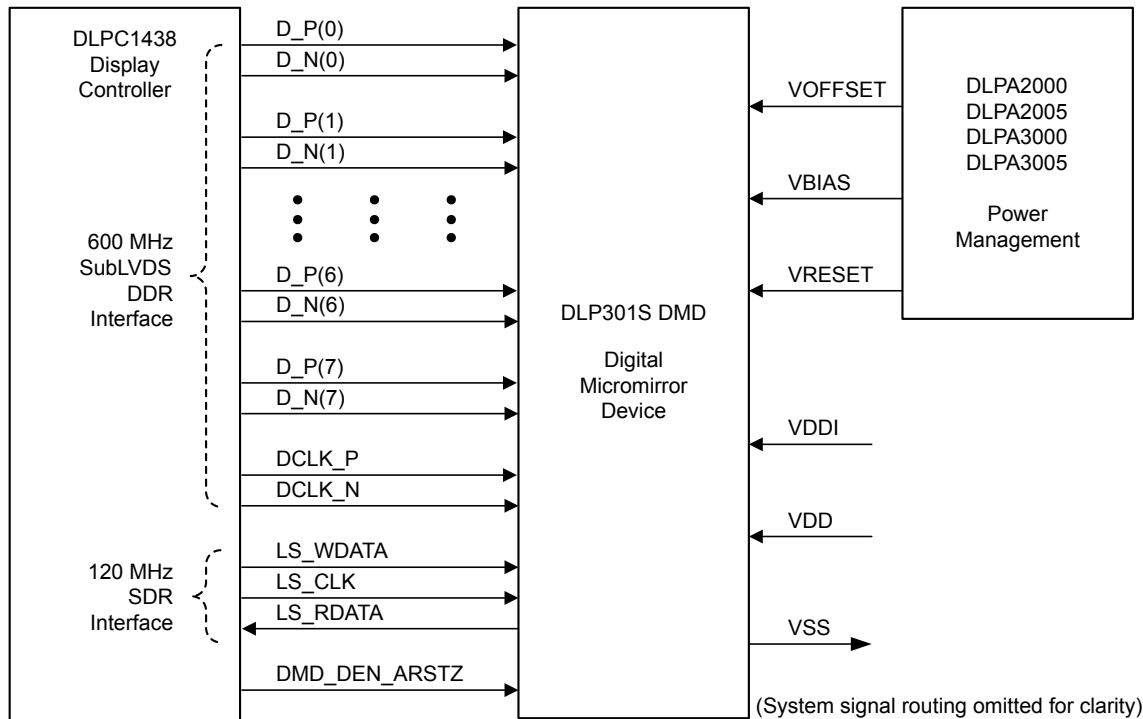 DLPC1438
Display
Controller
600 MHz
SubLVDS
DDR
Interface
120 MHz
SDR
Interface
D_P(0)
D_N(0)
D_P(1)
D_N(1)
D_P(6)
D_N(6)
D_P(7)
D_N(7)
DCLK_P
DCLK_N
LS_WDATA
LS_CLK
LS_RDATA
DMD_DEN_ARSTZ
DLP301S DMD
Digital
Micromirror
Device
VOFFSET
VBIAS
VRESET
VDDI
VDD
VSS
DLPA2000
DLPA2005
DLPA3000
DLPA3005
Power
Management
(System signal routing omitted for clarity)